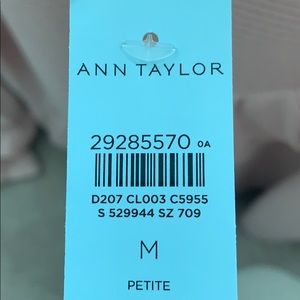 ANN TAYLOR
29285570 0A
D207 CL003 C5955
S 529944 SZ 709
M
PETITE